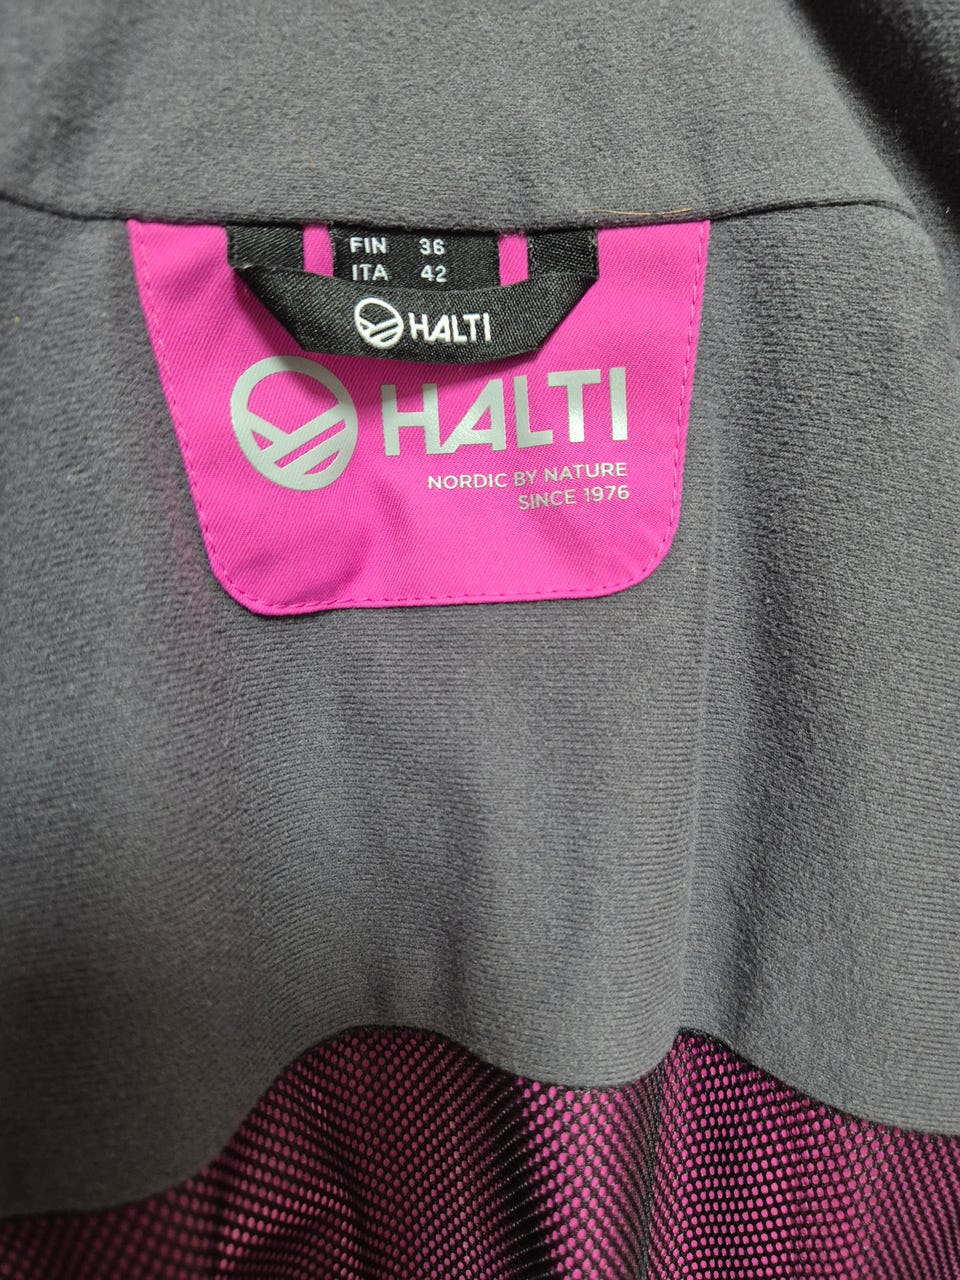 FIN 36
ITA 42
HALTI
HALTI
NORDIC BY NATURE
SINCE 1976